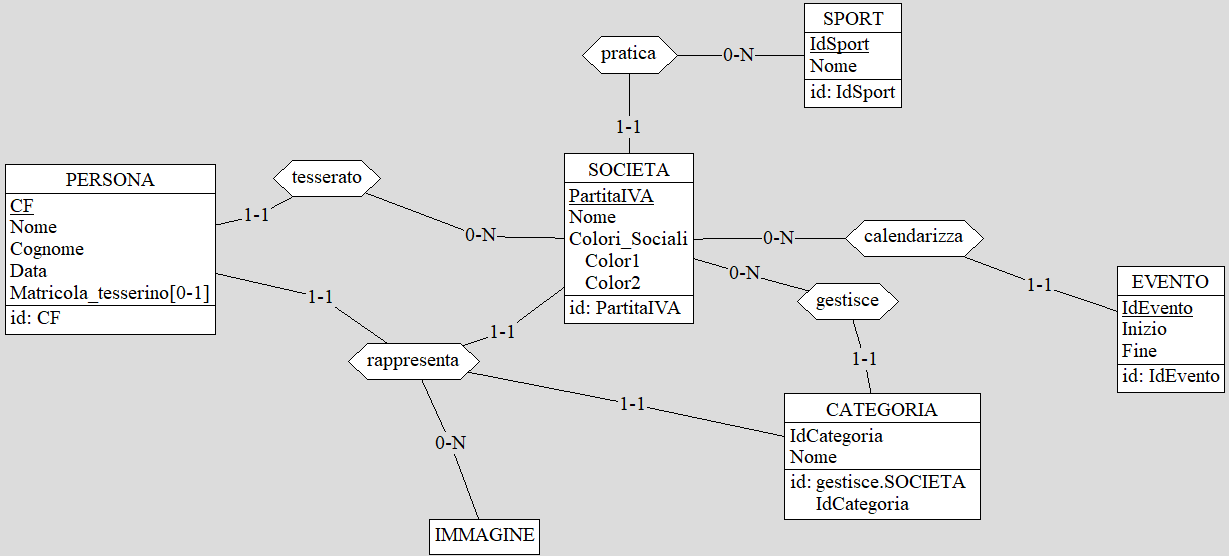 SPORT
IdSport
Nome
id: IdSport
pratica
0-N
1-1
PERSONA
CF
Nome
Cognome
Data
Matricola_tesserino[0-1]
id: CF
tesserato
1-1
0-N
SOCIETA
PartitaIVA
Nome
Colori_Sociali
Color1
Color2
id: PartitaIVA
0-N
calendarizza
1-1
0-N
gestisce
1-1
EVENTO
IdEvento
Inizio
Fine
id: IdEvento
1-1
1-1
rappresenta
1-1
0-N
CATEGORIA
IdCategoria
Nome
id: gestisce.SOCIETA
IdCategoria
IMMAGINE